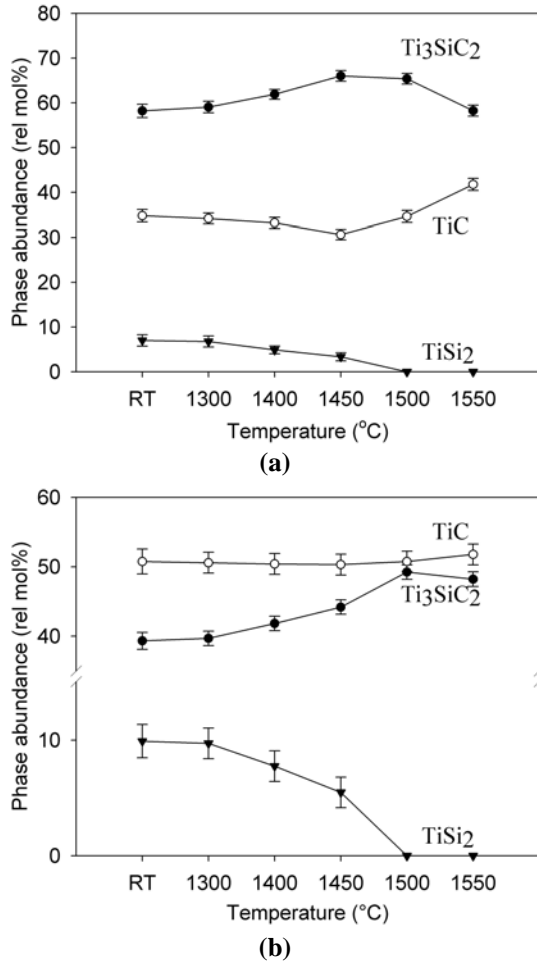 80
70
60
50
40
30
20
10
0
Phase abundance (rel mol%)
Ti₃SiC₂
TiC
TiSi₂
RT 1300 1400 1450 1500 1550
Temperature (°C)
(a)
60
50
40
10
0
Phase abundance (rel mol%)
TiC
Ti₃SiC₂
TiSi₂
RT 1300 1400 1450 1500 1550
Temperature (°C)
(b)